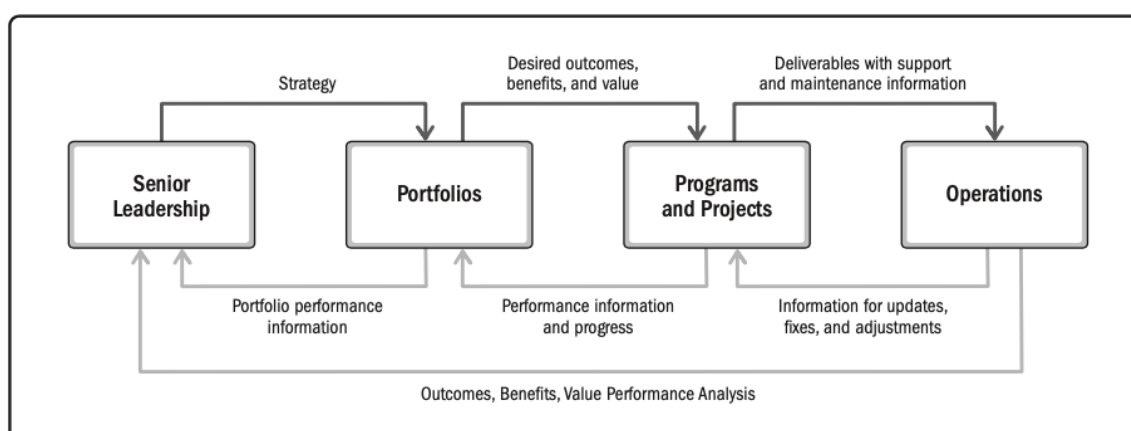 Strategy
Desired outcomes,
benefits, and value
Deliverables with support
and maintenance information
Senior
Leadership
Portfolios
Programs
and Projects
Operations
Portfolio performance
information
Performance information
and progress
Information for updates,
fixes, and adjustments
Outcomes, Benefits, Value Performance Analysis